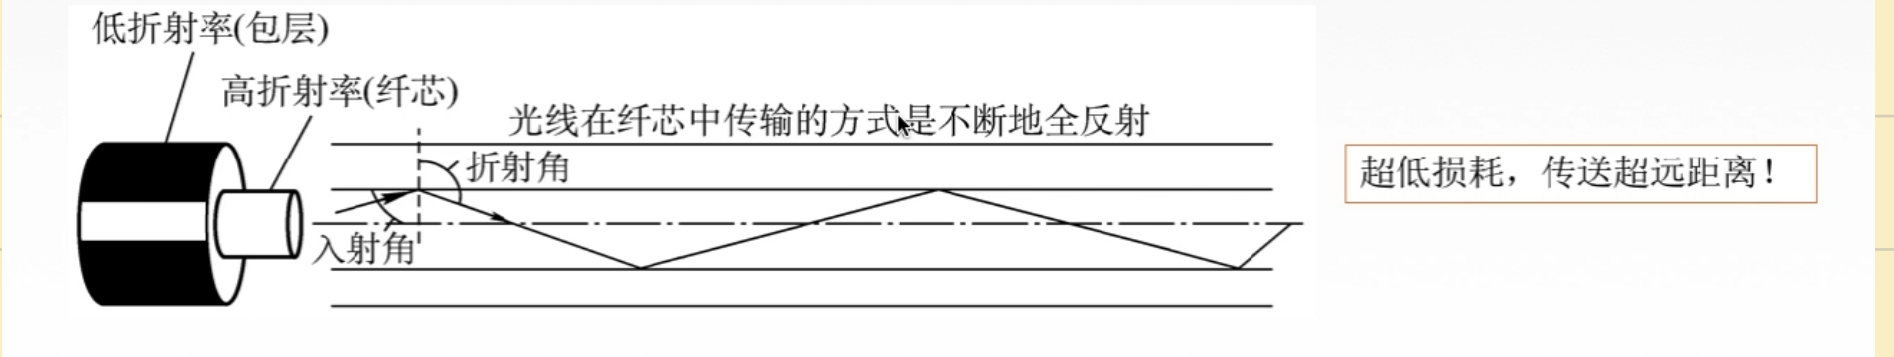 低折射率(包层)
高折射率(纤芯)
光线在纤芯中传输的方式是不断地全反射
折射角
入射角
超低损耗，传送超远距离！